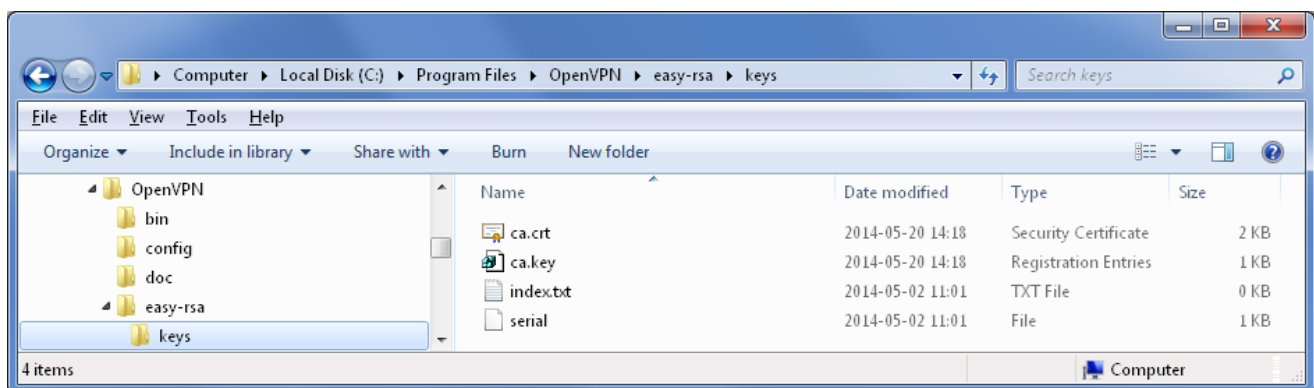 Computer Local Disk (C:) Program Files OpenVPN easy-rsa keys Search keys
File Edit View Tools Help
Organize Include in library Share with Burn New folder
OpenVPN
bin
config
doc
easy-rsa
keys
Name Date modified Type Size
ca.crt 2014-05-20 14:18 Security Certificate 2 KB
ca.key 2014-05-20 14:18 Registration Entries 1 KB
index.txt 2014-05-02 11:01 TXT File 0 KB
serial 2014-05-02 11:01 File 1 KB
4 items Computer